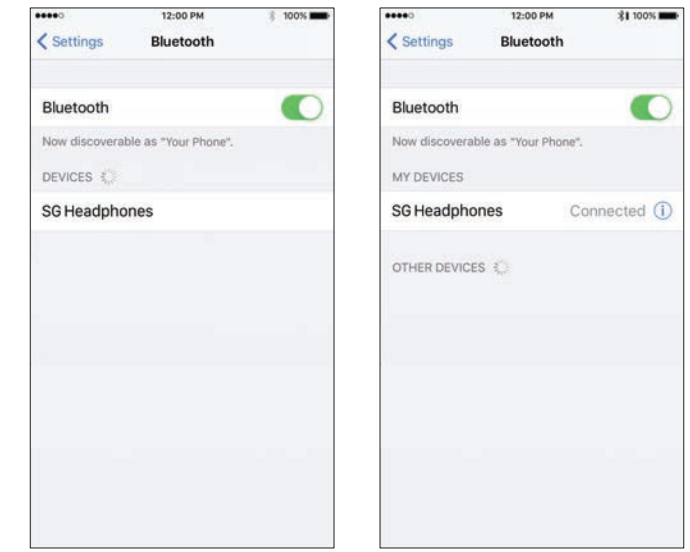 12:00 PM
100%
Settings
Bluetooth
Bluetooth
Now discoverable as "Your Phone".
DEVICES
SG Headphones
12:00 PM
100%
Settings
Bluetooth
Bluetooth
Now discoverable as "Your Phone".
MY DEVICES
SG Headphones
Connected
OTHER DEVICES